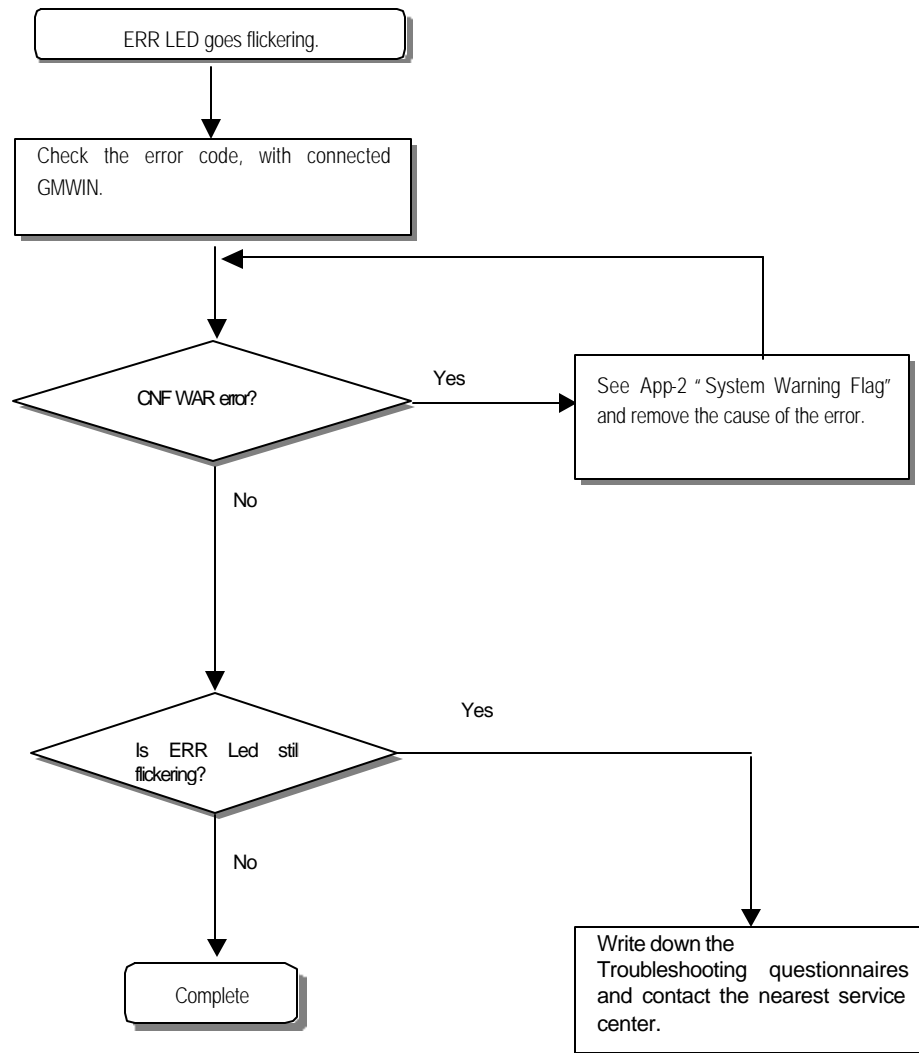 ERR LED goes flickering.
Check the error code, with connected
GMWIN.
CNF WAR error?
Yes
See App-2 “ System Warning Flag”
and remove the cause of the error.
No
Is ERR Led stil
flickering?
Yes
No
Complete
Write down the
Troubleshooting questionnaires
and contact the nearest service
center.